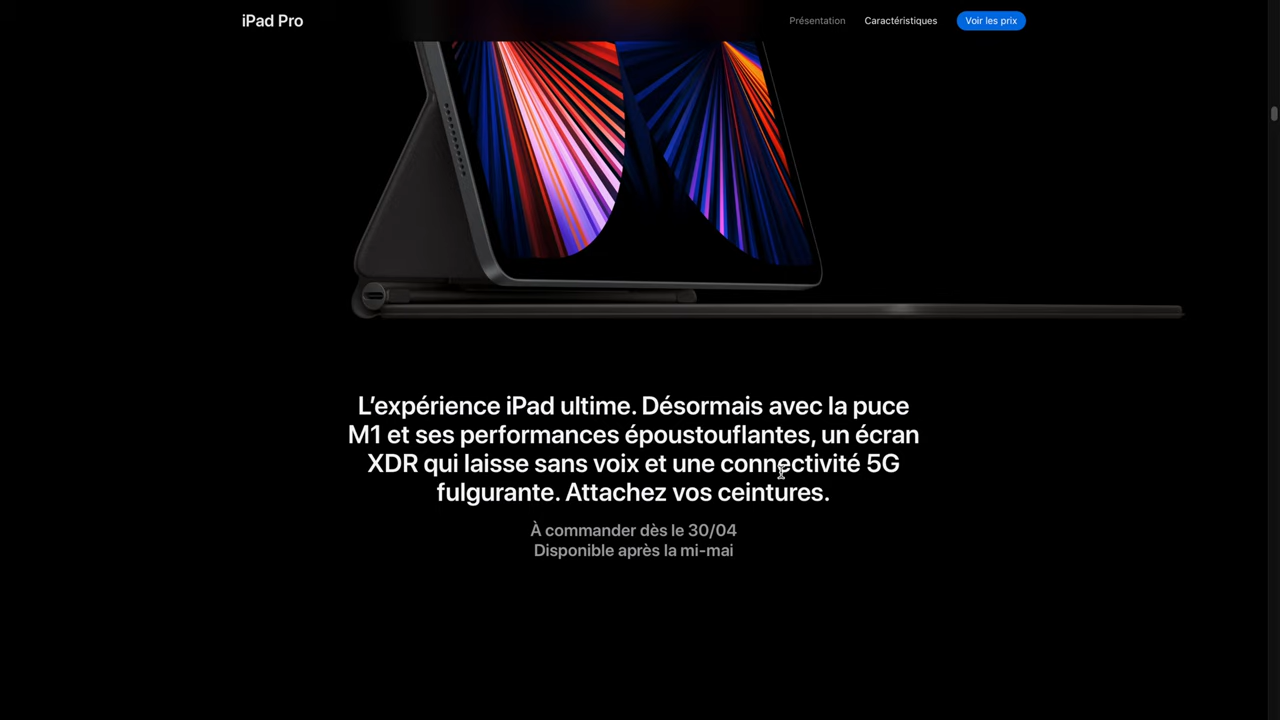 iPad Pro
Présentation
Caractéristiques
Voir les prix
L’expérience iPad ultime. Désormais avec la puce
M1 et ses performances époustouflantes, un écran
XDR qui laisse sans voix et une connectivité 5G
fulgurante. Attachez vos ceintures.
À commander dès le 30/04
Disponible après la mi-mai